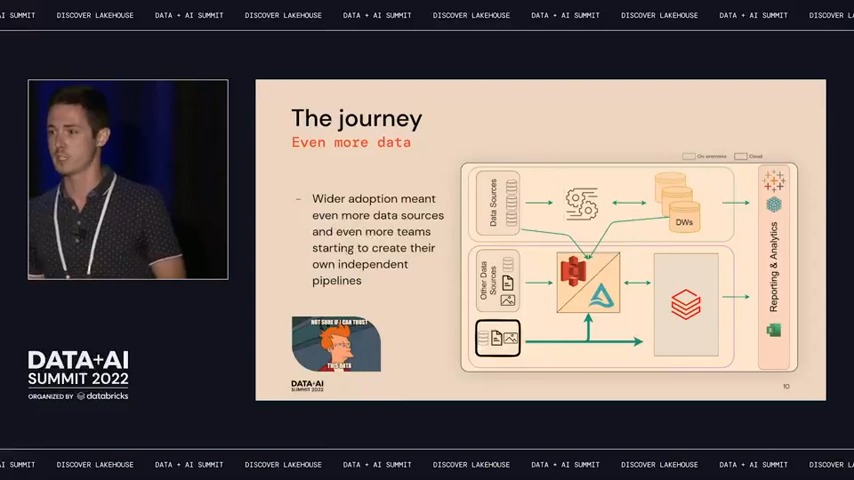 AI SUMMIT DISCOVER LAKEHOUSE DATA + AI SUMMIT DISCOVER LAKEHOUSE DATA + AI SUMMIT DISCOVER LAKEHOUSE DATA + AI SUMMIT DISCOVER LAKEHOUSE DATA + AI SUMMIT DISCOVER L
The journey
Even more data
- Wider adoption meant
even more data sources
and even more teams
starting to create their
own independent
pipelines
On premises
Cloud
Data Sources
DWs
Other Data
Sources
Reporting & Analytics
NOT SURE IF I CAN TRUST
THIS DATA
DATA+AI
SUMMIT 2022
10
DATA+AI
SUMMIT 2022
ORGANIZED BY databricks
AI SUMMIT DISCOVER LAKEHOUSE DATA + AI SUMMIT DISCOVER LAKEHOUSE DATA + AI SUMMIT DISCOVER LAKEHOUSE DATA + AI SUMMIT DISCOVER LAKEHOUSE DATA + AI SUMMIT DISCOVER L